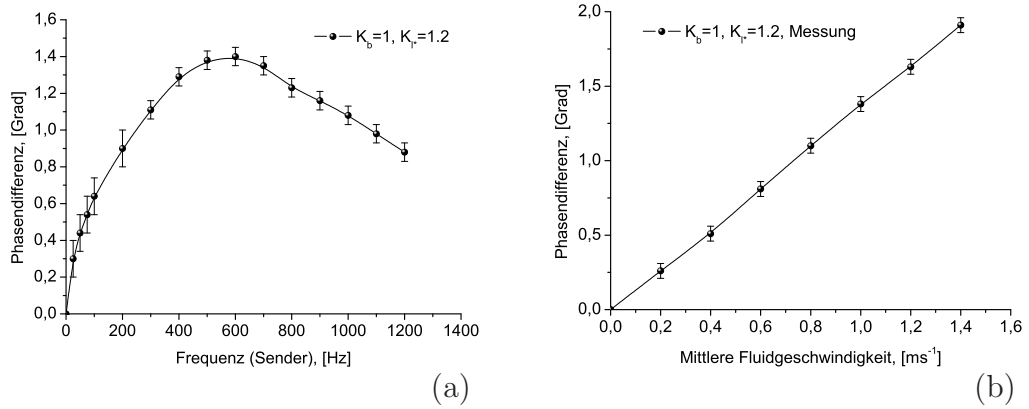 1,6
1,4
1,2
1,0
0,8
0,6
0,4
0,2
0,0
Phasendifferenz, [Grad]
K_b=1, K_l*=1.2
0 200 400 600 800 1000 1200 1400
Frequenz (Sender), [Hz]
(a)
2,0
1,5
1,0
0,5
0,0
Phasendifferenz, [Grad]
K_b=1, K_l*=1.2, Messung
0,0 0,2 0,4 0,6 0,8 1,0 1,2 1,4 1,6
Mittlere Fluidgeschwindigkeit, [ms⁻¹]
(b)